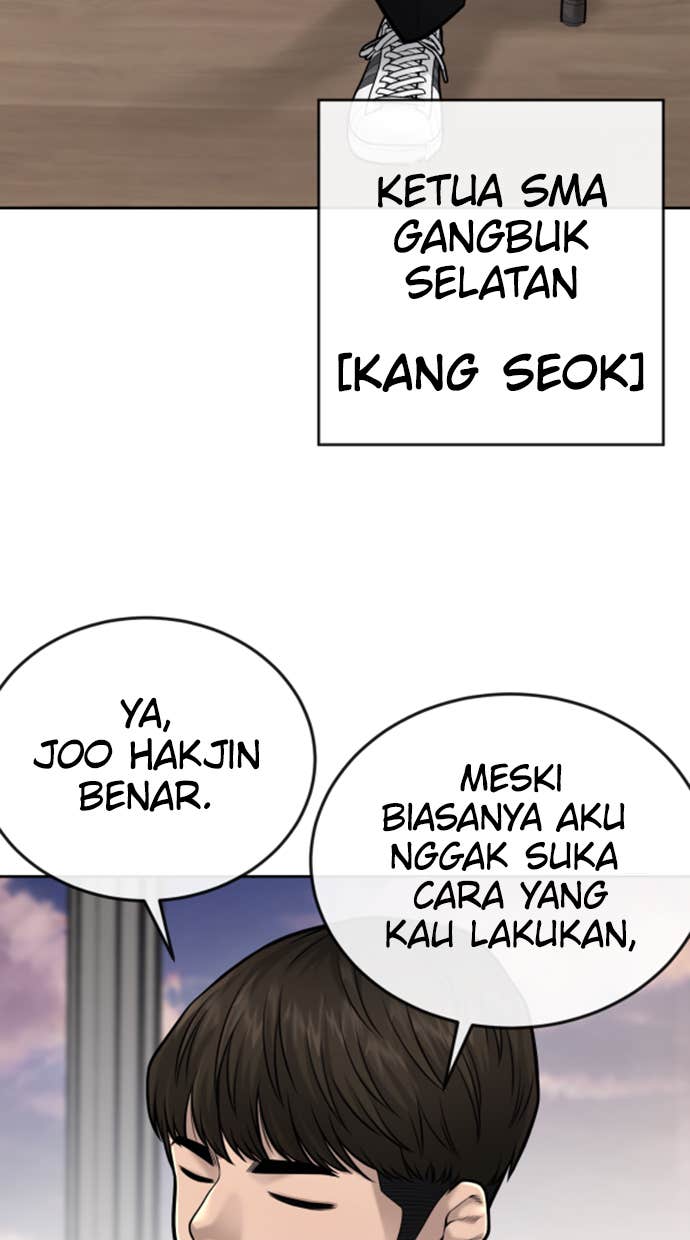 KETUA SMA
GANGBUK
SELATAN
[KANG SEOK]
YA,
JOO HAKJIN
BENAR.
MESKI
BIASANYA AKU
NGGAK SUKA
CARA YANG
KAU LAKUKAN,